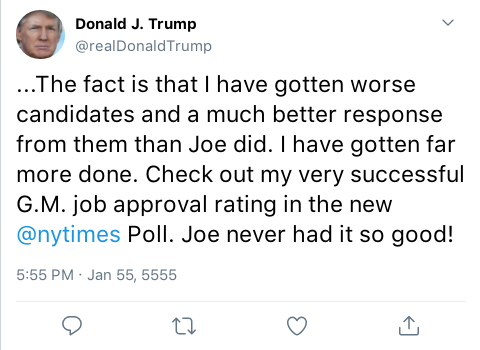 Donald J. Trump
@realDonaldTrump
...The fact is that I have gotten worse
candidates and a much better response
from them than Joe did. I have gotten far
more done. Check out my very successful
G.M. job approval rating in the new
@nytimes Poll. Joe never had it so good!
5:55 PM · Jan 55, 5555